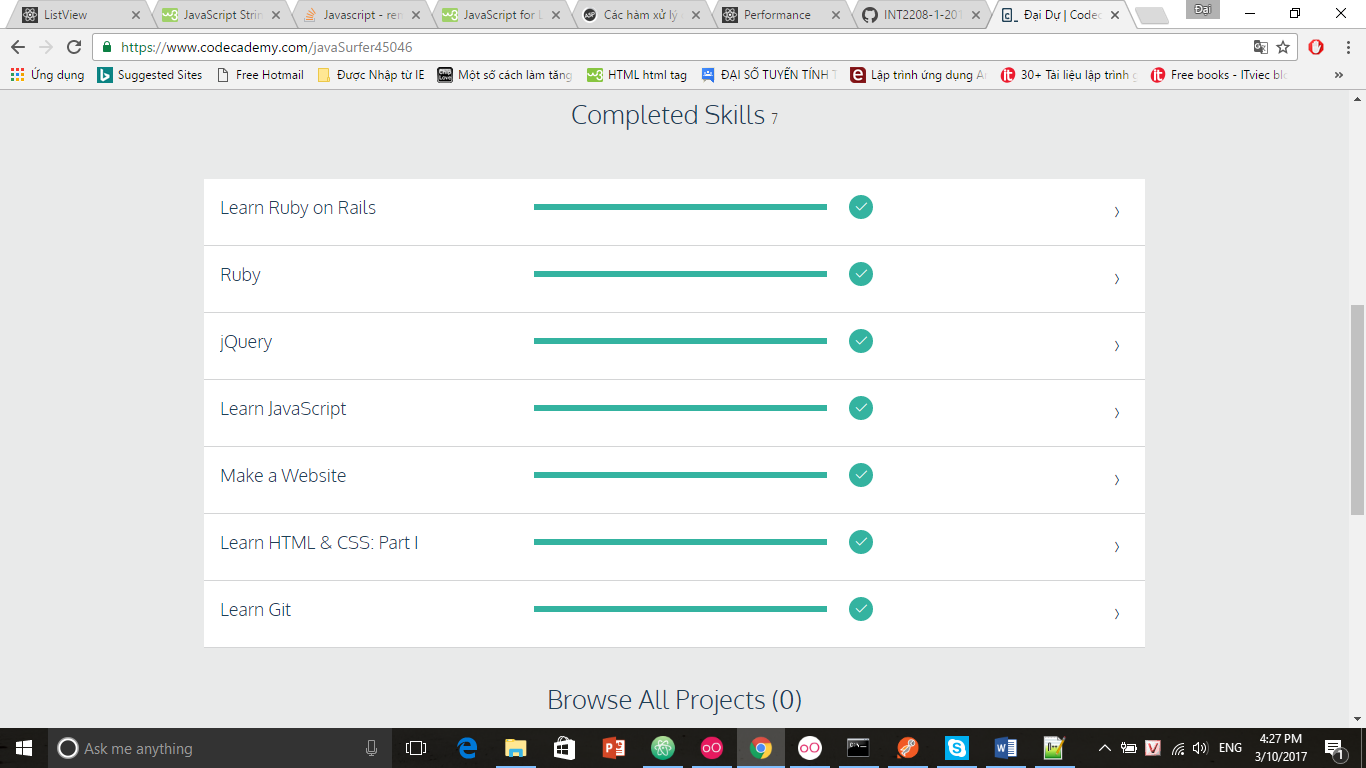 Đại
ListView
JavaScript Strin
Javascript - ren
JavaScript for L
Các hàm xử lý
Performance
INT2208-1-201
Đại Dự | Codec
https://www.codecademy.com/javaSurfer45046
Ứng dụng
Suggested Sites
Free Hotmail
Được Nhập từ IE
Một số cách làm tăng
HTML html tag
ĐẠI SỐ TUYẾN TÍNH T
Lập trình ứng dụng A
30+ Tài liệu lập trình
Free books - ITviec blo
»
Completed Skills 7
Learn Ruby on Rails
Ruby
jQuery
Learn JavaScript
Make a Website
Learn HTML & CSS: Part I
Learn Git
Browse All Projects (0)
Ask me anything
ENG
4:27 PM
3/10/2017
1